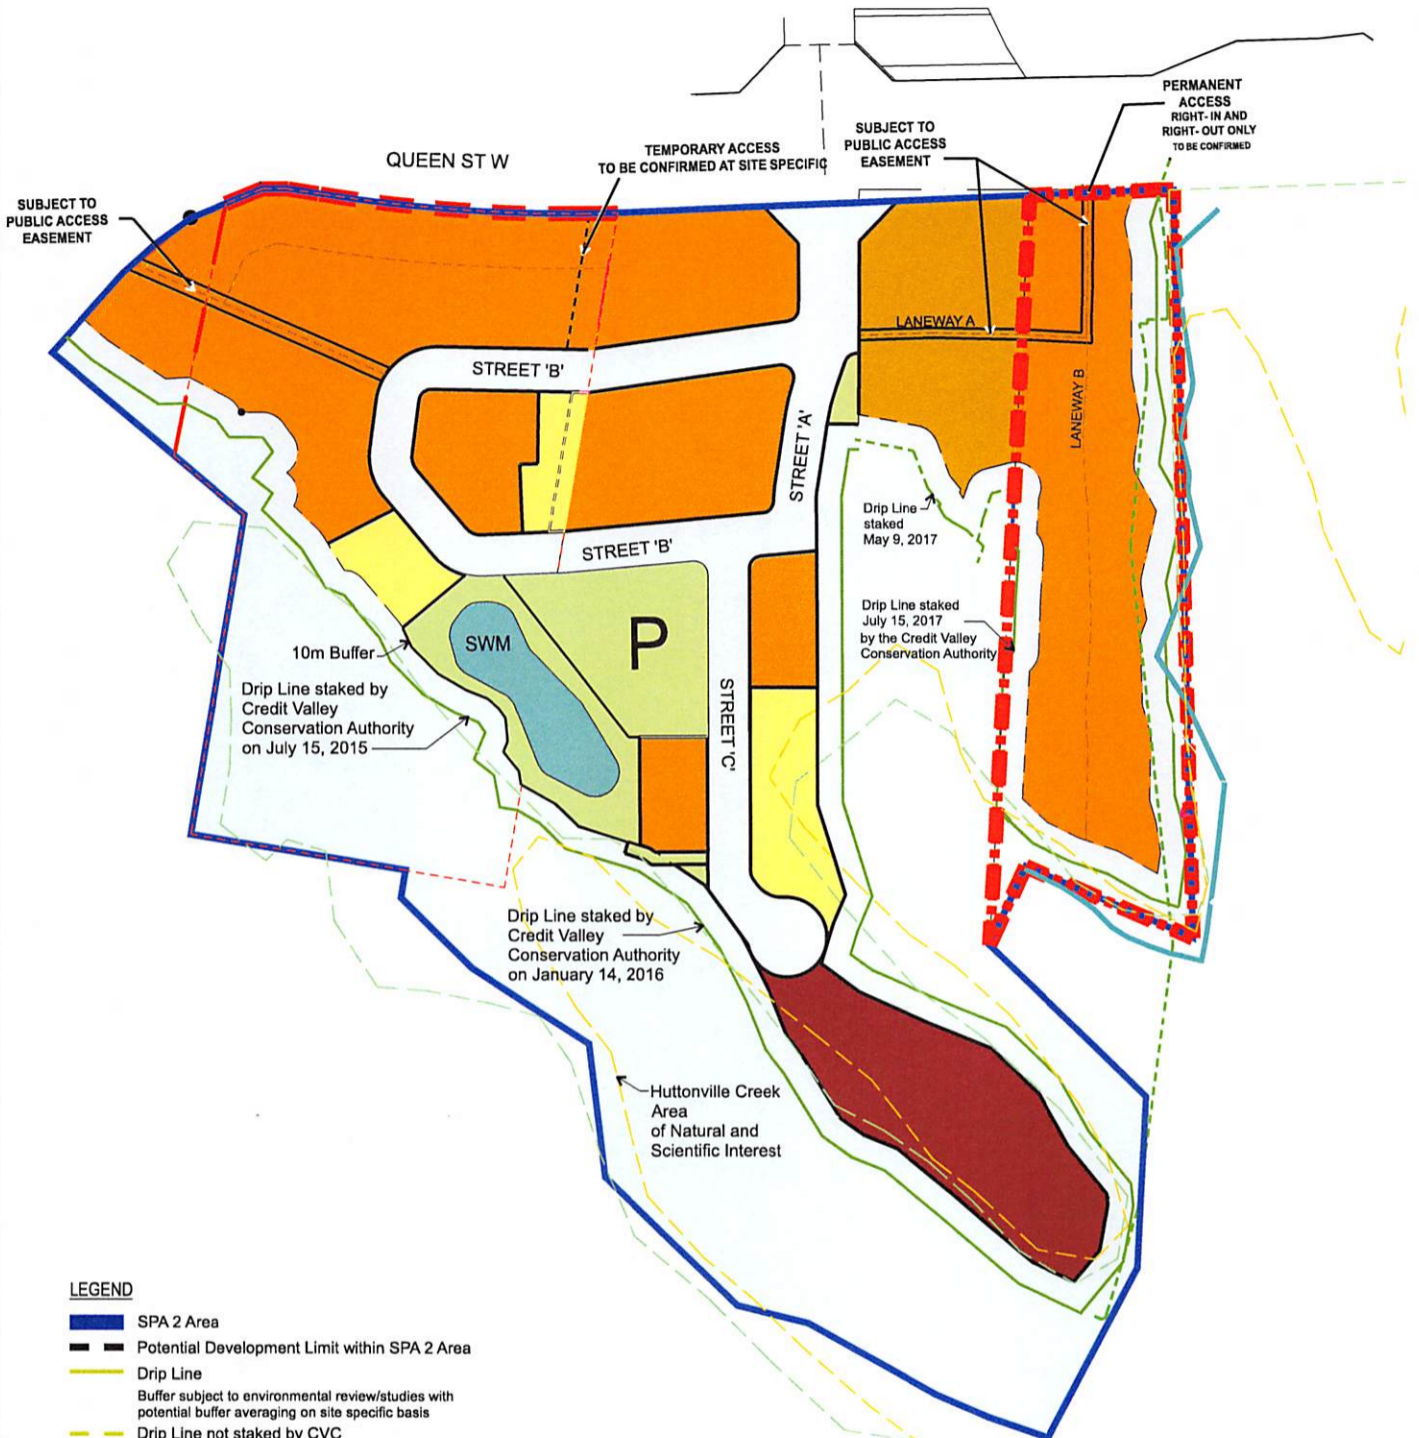 PERMANENT
ACCESS
RIGHT- IN AND
RIGHT- OUT ONLY
TO BE CONFIRMED
SUBJECT TO
PUBLIC ACCESS
EASEMENT
TEMPORARY ACCESS
TO BE CONFIRMED AT SITE SPECIFIC
QUEEN ST W
SUBJECT TO
PUBLIC ACCESS
EASEMENT
LANEWAY A
STREET 'B'
LANEWAY B
STREET 'A'
Drip Line
staked
May 9, 2017
STREET 'B'
Drip Line staked
July 15, 2017
by the Credit Valley
Conservation Authority
P
SWM
10m Buffer
STREET 'C'
Drip Line staked by
Credit Valley
Conservation Authority
on July 15, 2015
Drip Line staked by
Credit Valley
Conservation Authority
on January 14, 2016
Huttonville Creek
Area
of Natural and
Scientific Interest
LEGEND
SPA 2 Area
Potential Development Limit within SPA 2 Area
Drip Line
Buffer subject to environmental review/studies with
potential buffer averaging on site specific basis
Drip Line not staked by CVC